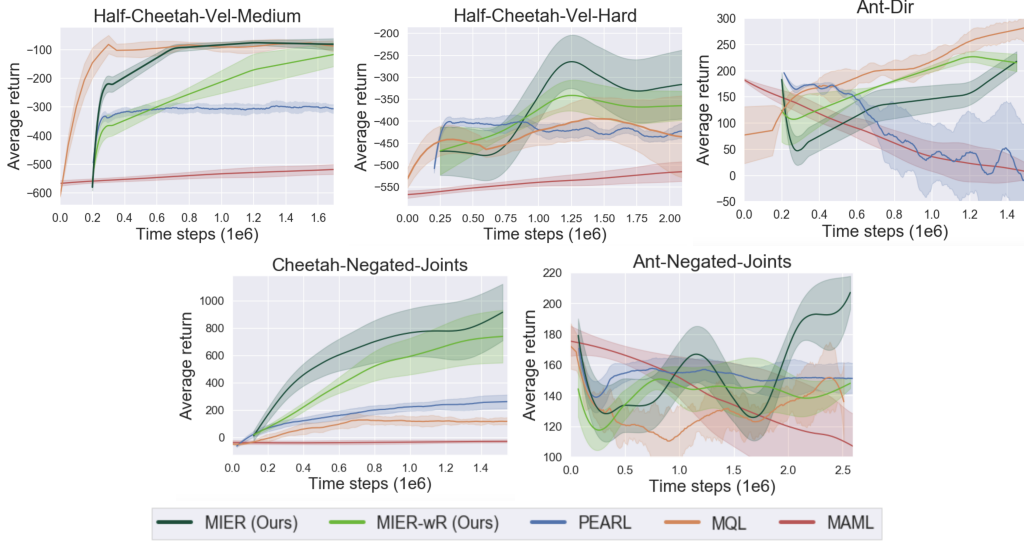 Half-Cheetah-Vel-Medium
Average return
−100
−200
−300
−400
−500
−600
0.0 0.2 0.4 0.6 0.8 1.0 1.2 1.4 1.6
Time steps (1e6)
Half-Cheetah-Vel-Hard
Average return
−200
−250
−300
−350
−400
−450
−500
−550
0.00 0.25 0.50 0.75 1.00 1.25 1.50 1.75 2.00
Time steps (1e6)
Ant-Dir
Average return
300
250
200
150
100
50
0
−50
0.0 0.2 0.4 0.6 0.8 1.0 1.2 1.4
Time steps (1e6)
Cheetah-Negated-Joints
Average return
1000
800
600
400
200
0
0.0 0.2 0.4 0.6 0.8 1.0 1.2 1.4
Time steps (1e6)
Ant-Negated-Joints
Average return
220
200
180
160
140
120
100
0.0 0.5 1.0 1.5 2.0 2.5
Time steps (1e6)
MIER (Ours) MIER-wR (Ours) PEARL MQL MAML